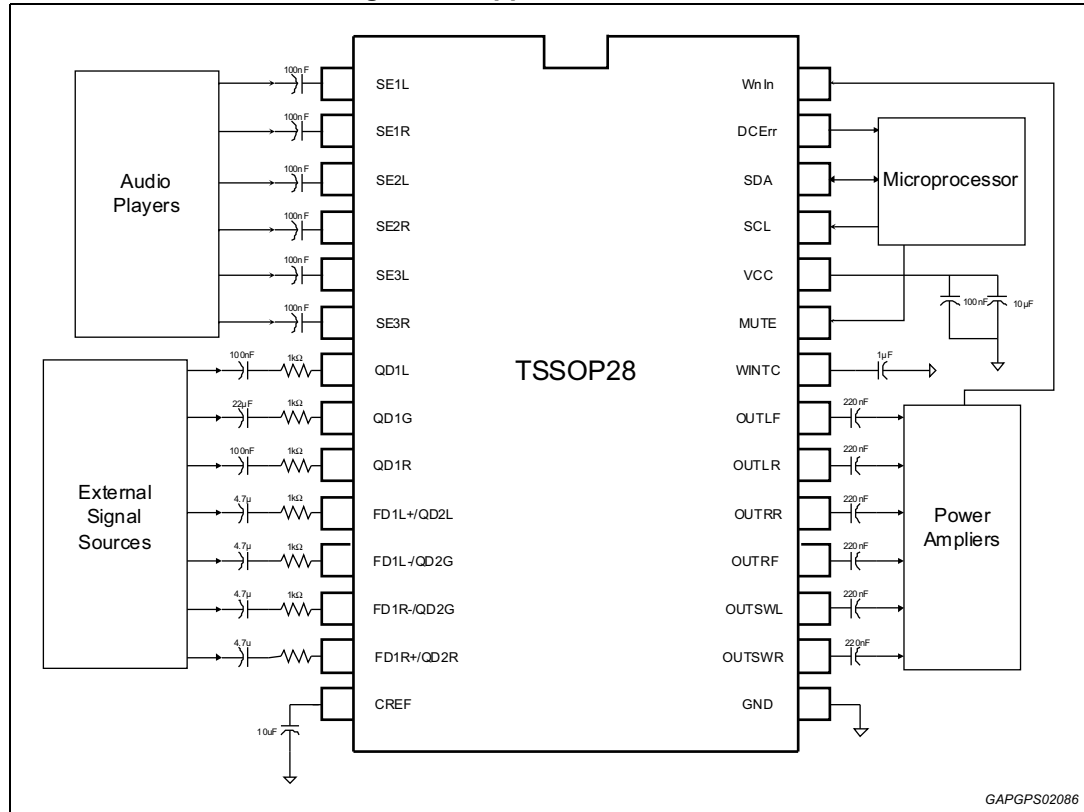 100nF
SE1L
WnIn
100nF
SE1R
DCErr
Audio
Players
100nF
SE2L
SDA
Microprocessor
100nF
SE2R
SCL
100nF
SE3L
VCC
100nF
10µF
100nF
SE3R
MUTE
100nF
1kΩ
QD1L
TSSOP28
WINTC
1µF
22µF
1kΩ
QD1G
OUTLF
220nF
100nF
1kΩ
QD1R
OUTLR
220nF
External
Signal
Sources
4.7µ
1kΩ
FD1L+/QD2L
OUTRR
220nF
Power
Ampliers
4.7µ
1kΩ
FD1L-/QD2G
OUTRF
220nF
4.7µ
1kΩ
FD1R-/QD2G
OUTSWL
220nF
4.7u
FD1R+/QD2R
OUTSWR
220nF
CREF
GND
10uF
GAPGPS02086